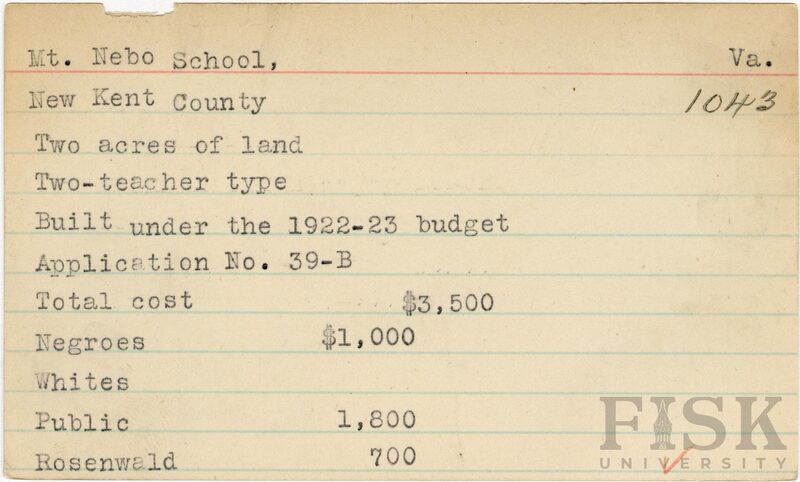 Mt. Nebo School, Va.
New Kent County 1043
Two acres of land
Two-teacher type
Built under the 1922-23 budget
Application No. 39-B
Total cost $3,500
Negroes $1,000
Whites
Public 1,800
Rosenwald 700
FISK
UNIVERSITY